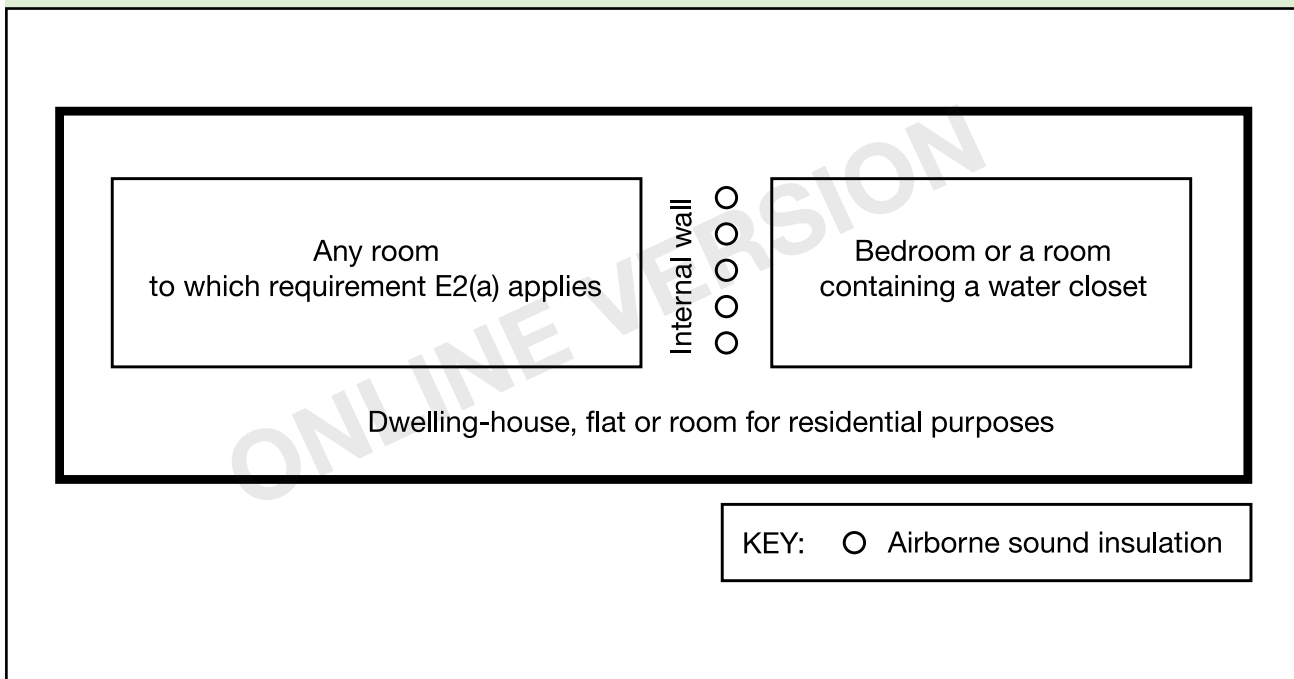 Any room
to which requirement E2(a) applies
Internal wall
Bedroom or a room
containing a water closet
Dwelling-house, flat or room for residential purposes
KEY: Airborne sound insulation
ONLINE VERSION